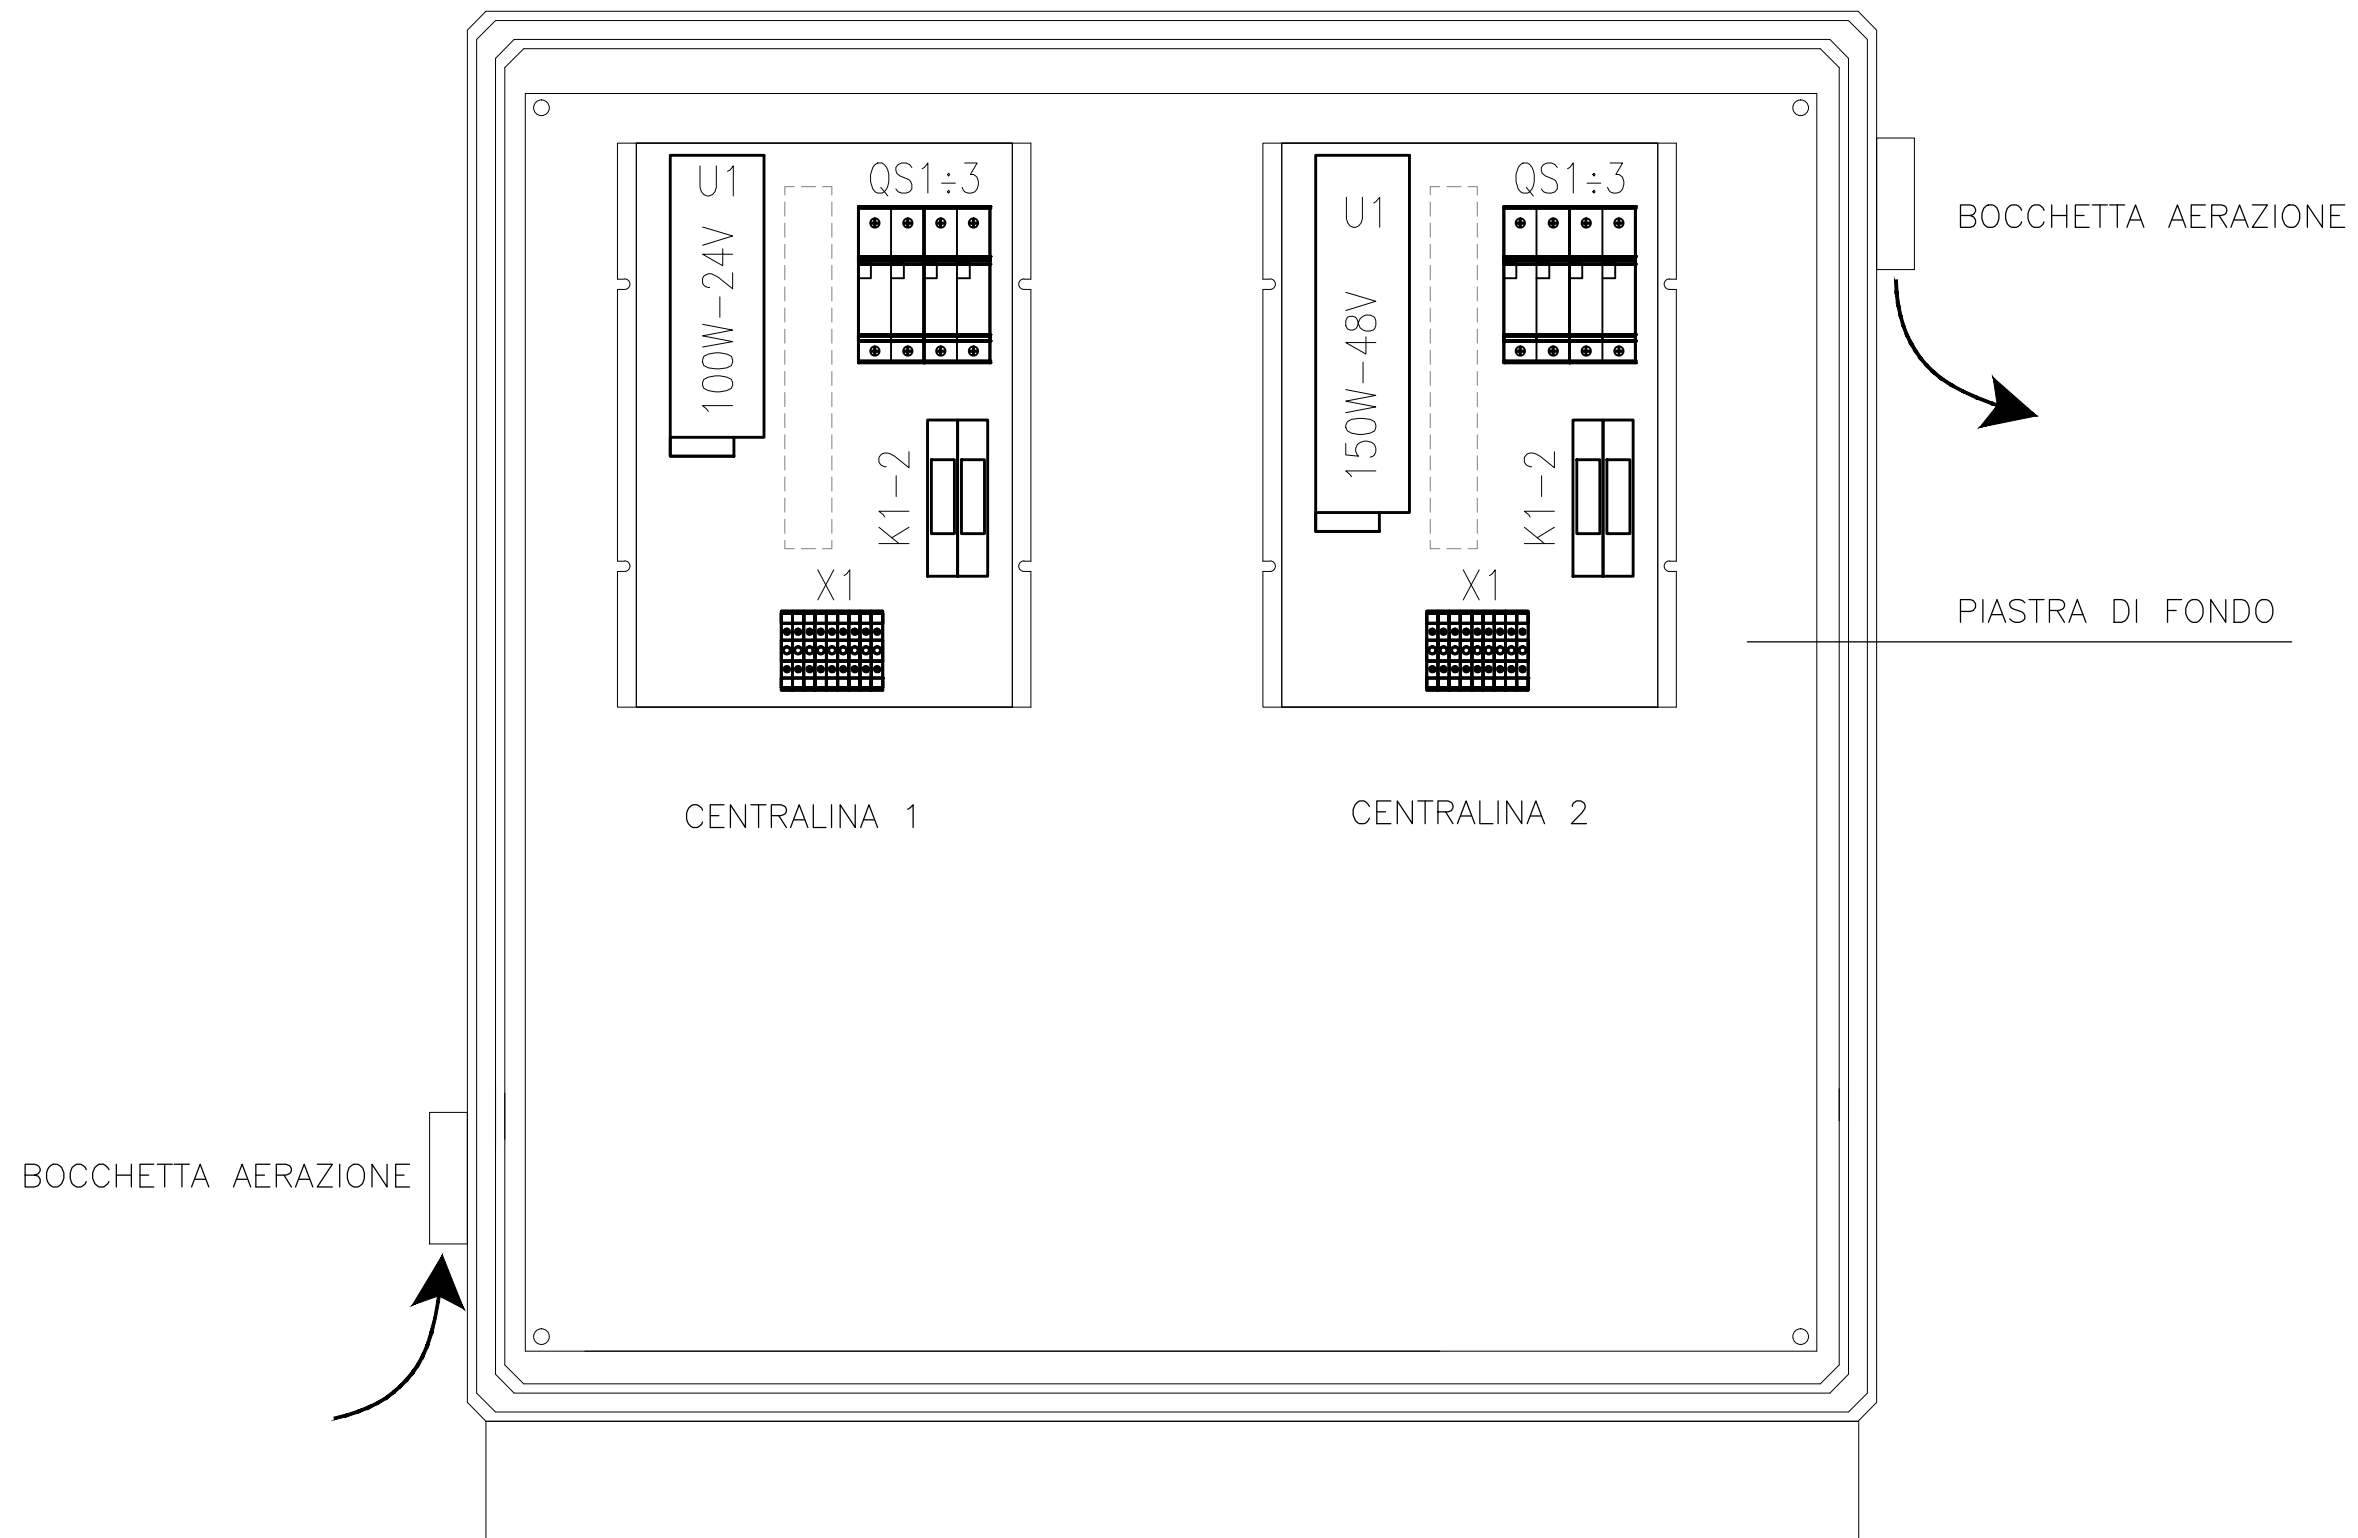 U1
100W-24V
QS1÷3
K1-2
X1
CENTRALINA 1
U1
150W-48V
QS1÷3
K1-2
X1
CENTRALINA 2
BOCCHETTA AERAZIONE
PIASTRA DI FONDO
BOCCHETTA AERAZIONE